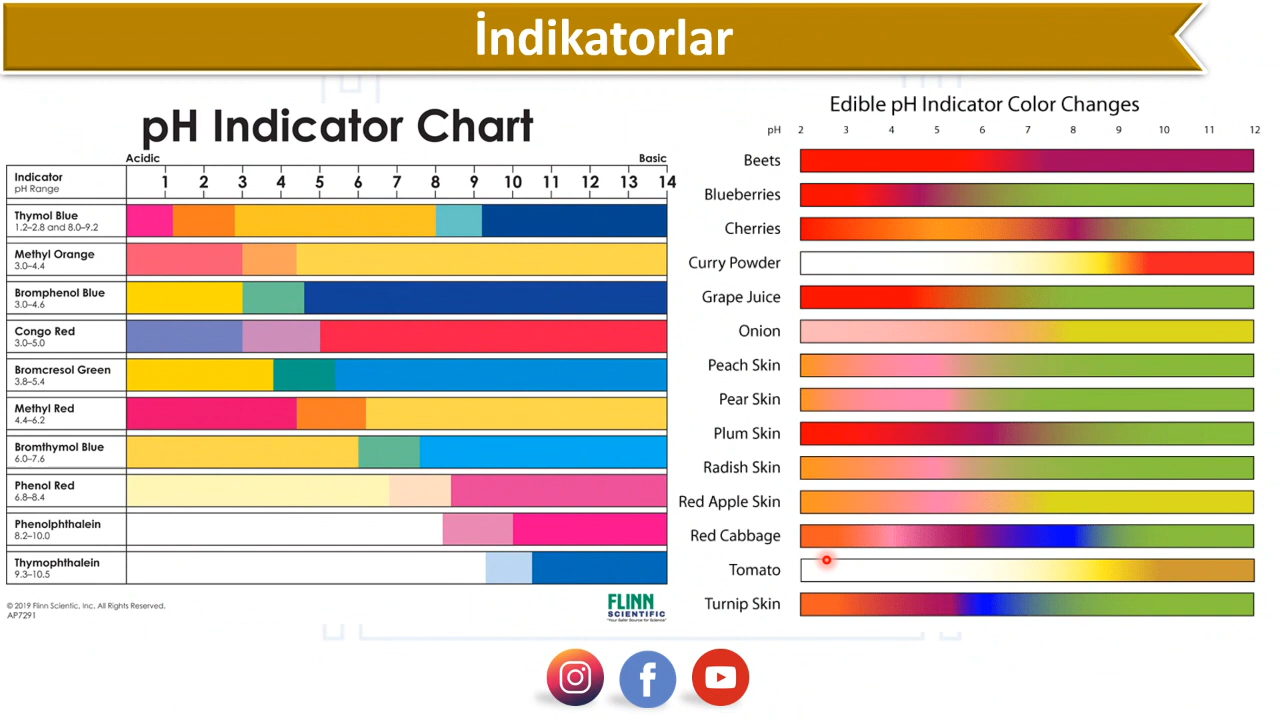 İndikatorlar
pH Indicator Chart
Acidic Basic
Indicator
pH Range
1 2 3 4 5 6 7 8 9 10 11 12 13 14
Thymol Blue
1.2–2.8 and 8.0–9.2
Methyl Orange
3.0–4.4
Bromphenol Blue
3.0–4.6
Congo Red
3.0–5.0
Bromcresol Green
3.8–5.4
Methyl Red
4.4–6.2
Bromthymol Blue
6.0–7.6
Phenol Red
6.8–8.4
Phenolphthalein
8.2–10.0
Thymophthalein
9.3–10.5
© 2019 Flinn Scientic, Inc. All Rights Reserved.
AP7291
FLINN
SCIENTIFIC
"Your Safer Source for Science"
Edible pH Indicator Color Changes
pH 2 3 4 5 6 7 8 9 10 11 12
Beets
Blueberries
Cherries
Curry Powder
Grape Juice
Onion
Peach Skin
Pear Skin
Plum Skin
Radish Skin
Red Apple Skin
Red Cabbage
Tomato
Turnip Skin